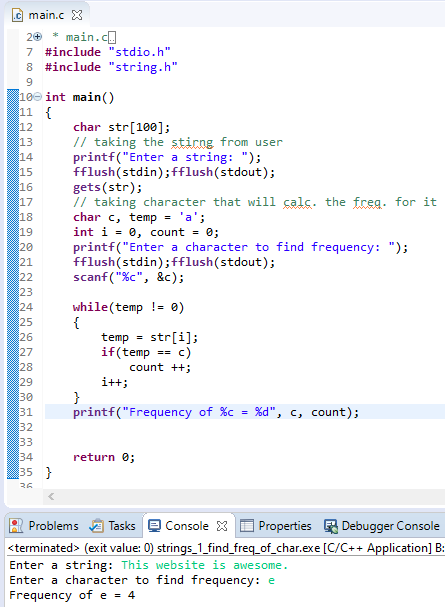 main.c
2 * main.c
7 #include "stdio.h"
8 #include "string.h"
9
10 int main()
11 {
12 char str[100];
13 // taking the stirng from user
14 printf("Enter a string: ");
15 fflush(stdin);fflush(stdout);
16 gets(str);
17 // taking character that will calc. the freq. for it
18 char c, temp = 'a';
19 int i = 0, count = 0;
20 printf("Enter a character to find frequency: ");
21 fflush(stdin);fflush(stdout);
22 scanf("%c", &c);
23
24 while(temp != 0)
25 {
26 temp = str[i];
27 if(temp == c)
28 count ++;
29 i++;
30 }
31 printf("Frequency of %c = %d", c, count);
32
33
34 return 0;
35 }
36
Problems Tasks Console Properties Debugger Console
<terminated> (exit value: 0) strings_1_find_freq_of_char.exe [C/C++ Application] B:
Enter a string: This website is awesome.
Enter a character to find frequency: e
Frequency of e = 4